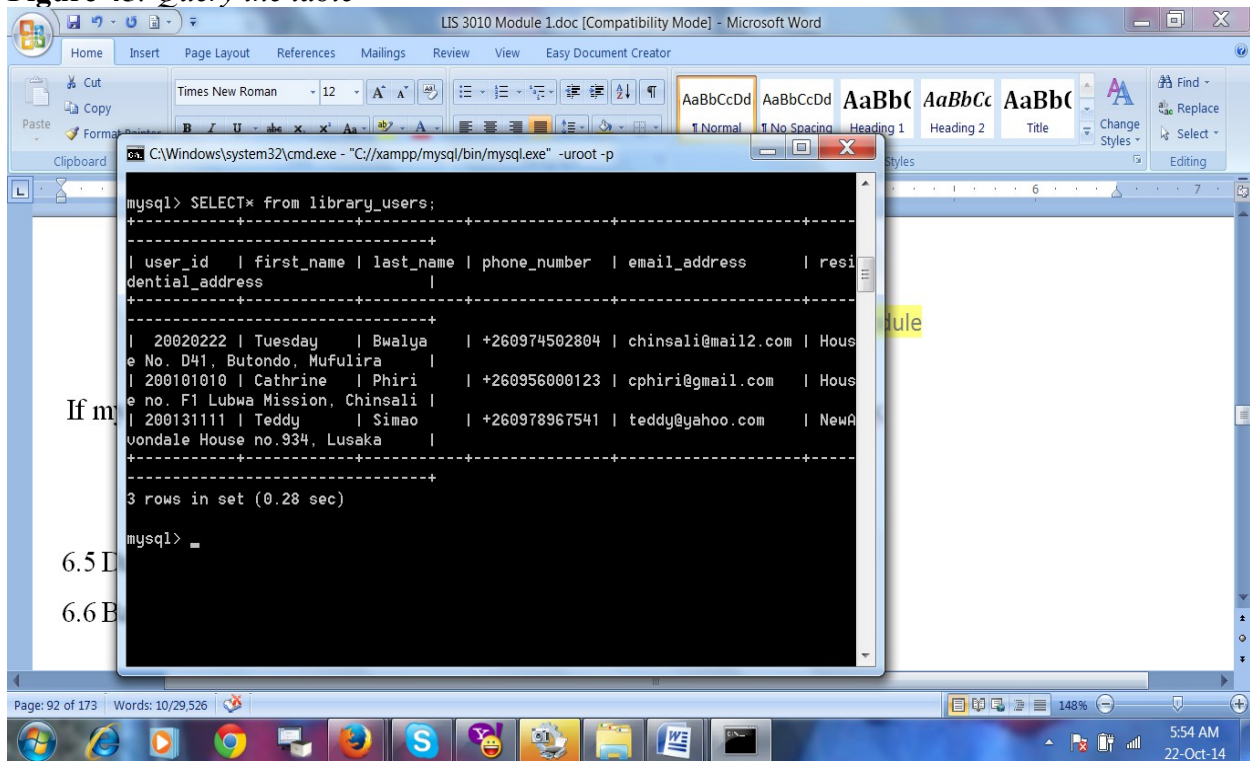 Query the table
LIS 3010 Module 1.doc [Compatibility Mode] - Microsoft Word
Home Insert Page Layout References Mailings Review View Easy Document Creator
Cut
Copy
Paste
Clipboard
Times New Roman 12
AaBbCcDd AaBbCcDd AaBb( AaBbCc AaBb(
¶ Normal ¶ No Spacing Heading 1 Heading 2 Title
Change Styles
Styles
Find
Replace
Select
Editing
C:\Windows\system32\cmd.exe - "C://xampp/mysql/bin/mysql.exe" -uroot -p
mysql> SELECT* from library_users;
+-----------+------------+-----------+---------------+--------------------+-----
----------------------------------+
| user_id | first_name | last_name | phone_number | email_address | resi
dential_address |
+-----------+------------+-----------+---------------+--------------------+-----
----------------------------------+
| 20020222 | Tuesday | Bwalya | +260974502804 | chinsali@mail2.com | Hous
e No. D41, Butondo, Mufulira |
| 200101010 | Cathrine | Phiri | +260956000123 | cphiri@gmail.com | Hous
e no. F1 Lubwa Mission, Chinsali |
| 200131111 | Teddy | Simao | +260978967541 | teddy@yahoo.com | NewA
vondale House no.934, Lusaka |
+-----------+------------+-----------+---------------+--------------------+-----
----------------------------------+
3 rows in set (0.28 sec)
mysql> _
dule
If my
6.5 D
6.6 B
6 7
Page: 92 of 173 Words: 10/29,526 148%
5:54 AM
22-Oct-14